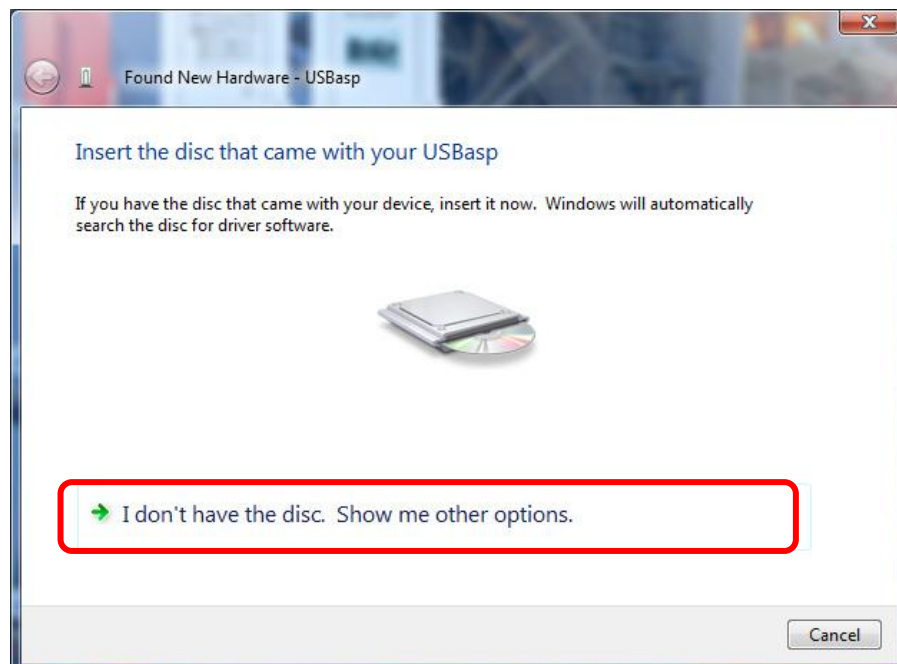 Found New Hardware - USBasp
Insert the disc that came with your USBasp
If you have the disc that came with your device, insert it now.  Windows will automatically
search the disc for driver software.
I don't have the disc.  Show me other options.
Cancel